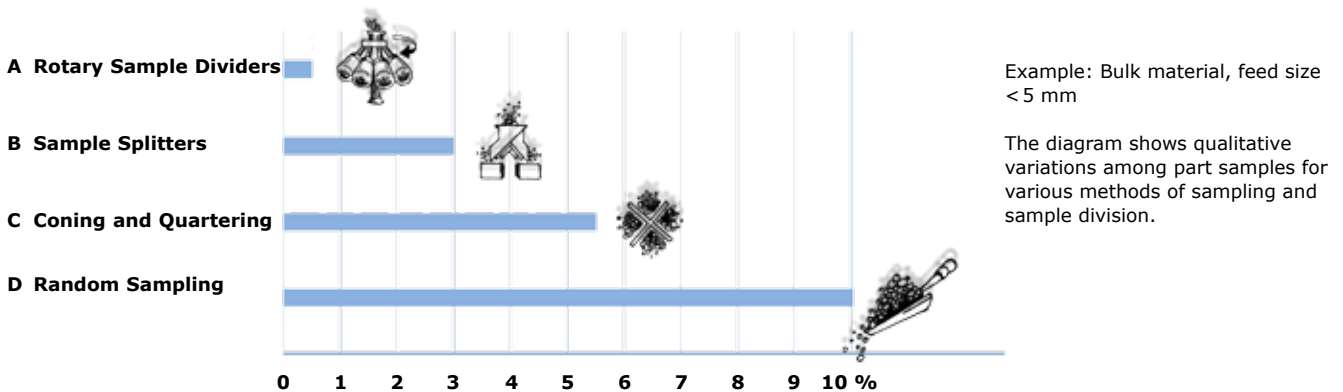 A Rotary Sample Dividers
B Sample Splitters
C Coning and Quartering
D Random Sampling
0 1 2 3 4 5 6 7 8 9 10 %
Example: Bulk material, feed size
< 5 mm
The diagram shows qualitative
variations among part samples for
various methods of sampling and
sample division.